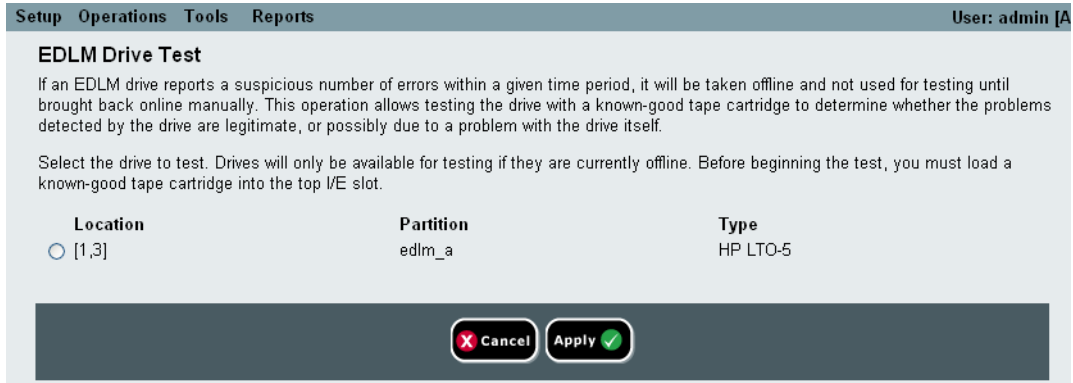 Setup Operations Tools Reports User: admin [A
EDLM Drive Test
If an EDLM drive reports a suspicious number of errors within a given time period, it will be taken offline and not used for testing until
brought back online manually. This operation allows testing the drive with a known-good tape cartridge to determine whether the problems
detected by the drive are legitimate, or possibly due to a problem with the drive itself.
Select the drive to test. Drives will only be available for testing if they are currently offline. Before beginning the test, you must load a
known-good tape cartridge into the top I/E slot.
Location Partition Type
[1,3] edlm_a HP LTO-5
Cancel Apply